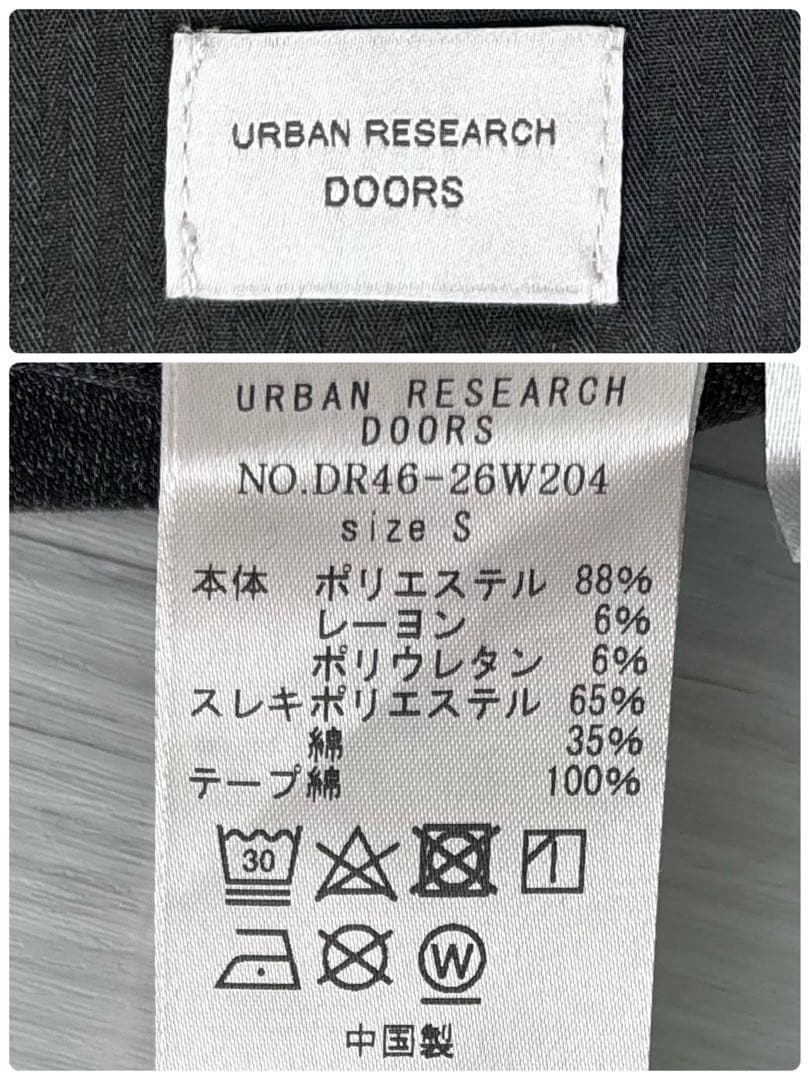 URBAN RESEARCH
DOORS
URBAN RESEARCH
DOORS
NO.DR46-26W204
size S
本体 ポリエステル 88%
レーヨン 6%
ポリウレタン 6%
スレキポリエステル 65%
綿 35%
テープ綿 100%
30
W
中国製